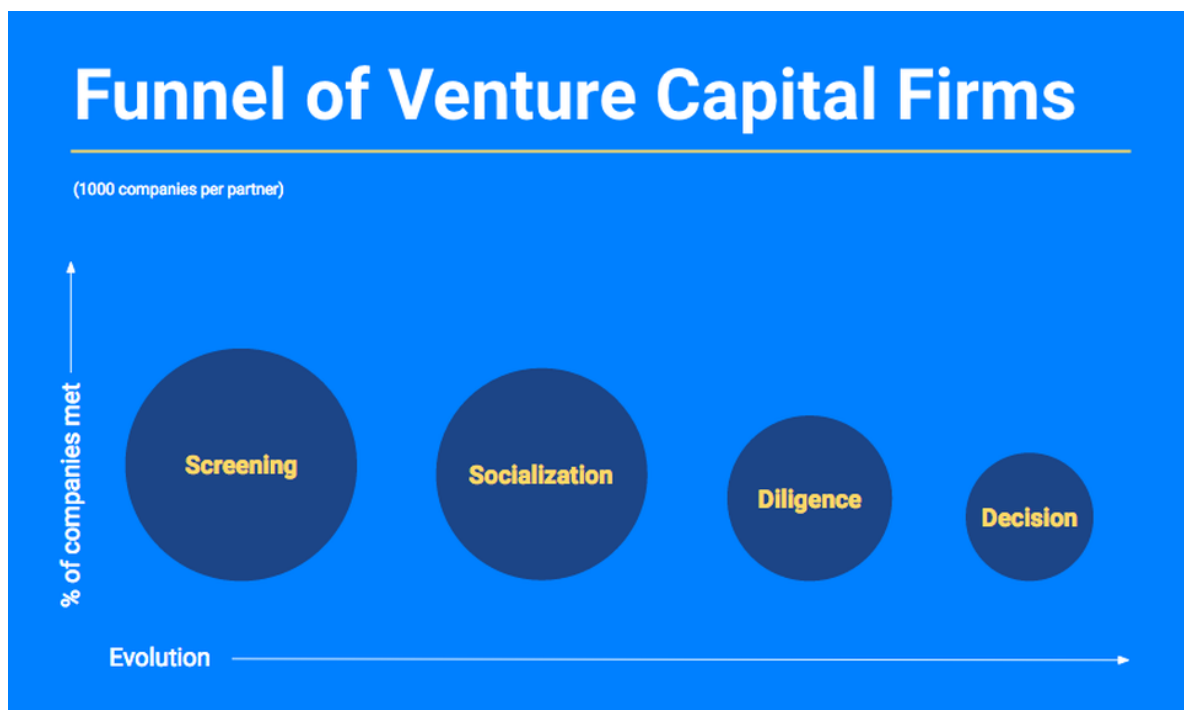 Funnel of Venture Capital Firms
(1000 companies per partner)
% of companies met
Screening
Socialization
Diligence
Decision
Evolution